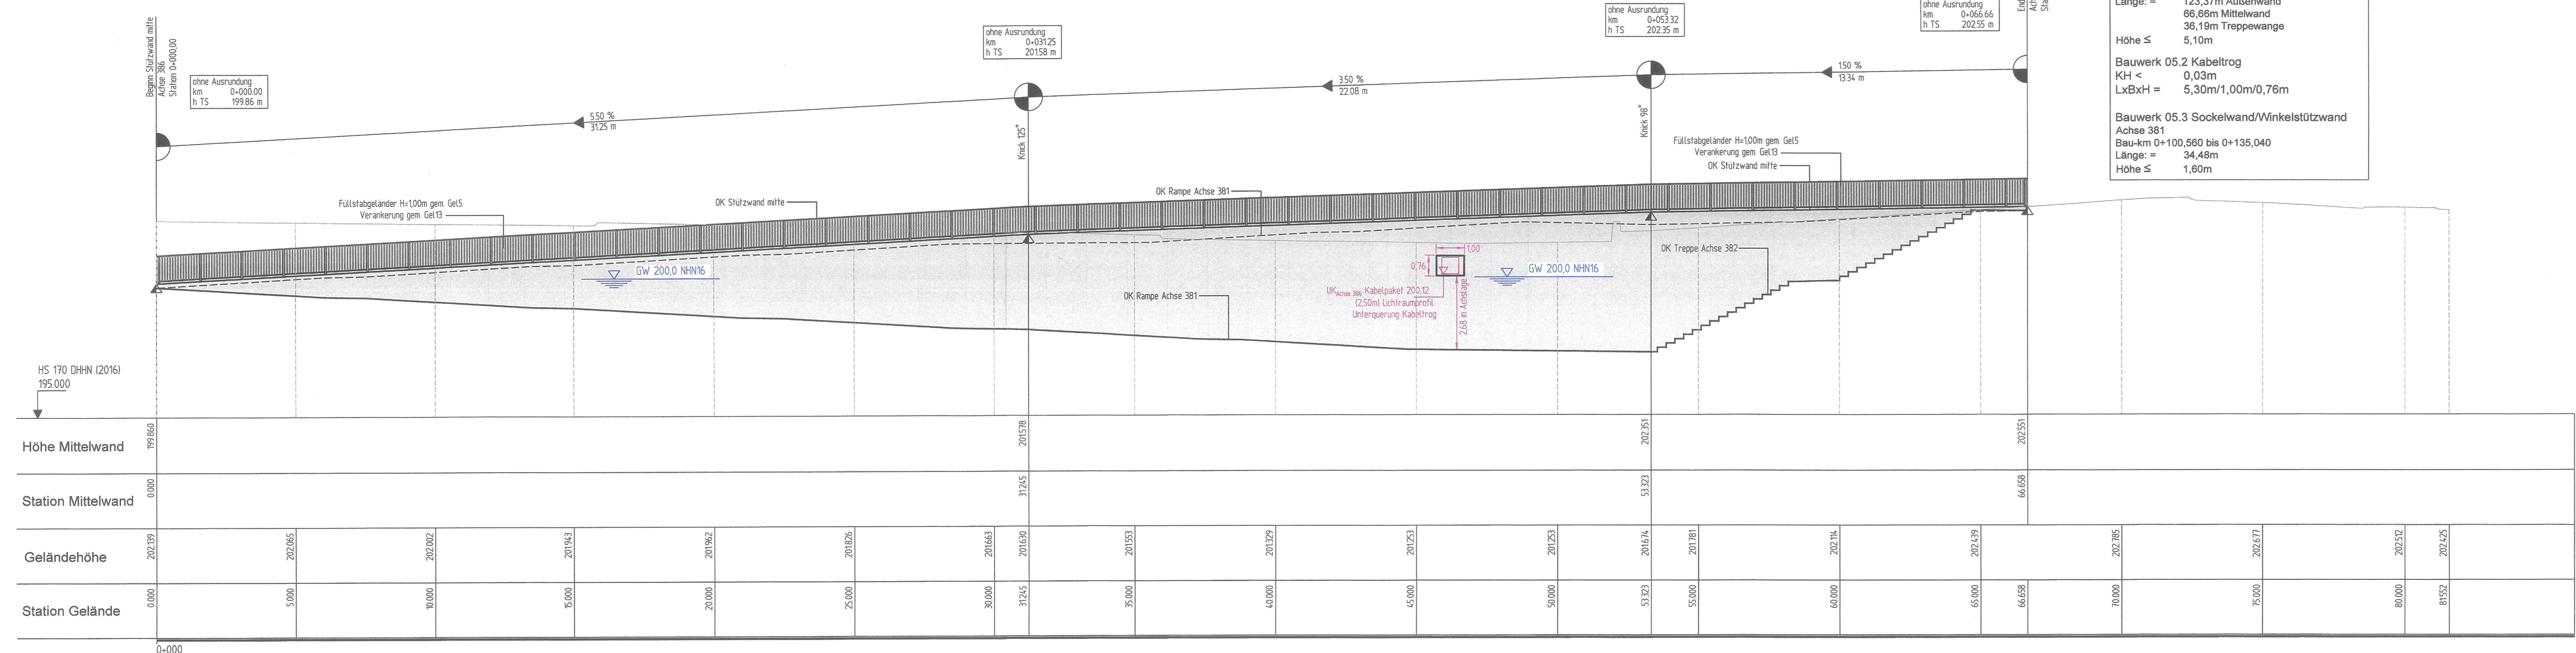 Beginn Stützwand mitte
Achse 386
Station 0+000,00
ohne Ausrundung
km 0+000.00
h TS 199.86 m
5.50 %
31.25 m
ohne Ausrundung
km 0+031.25
h TS 201.58 m
Knick 125°
3.50 %
22.08 m
ohne Ausrundung
km 0+053.32
h TS 202.35 m
Knick 98°
1.50 %
13.34 m
ohne Ausrundung
km 0+066.66
h TS 202.55 m
Länge: = 123,37m Außenwand
66,66m Mittelwand
36,19m Treppewange
Höhe ≤ 5,10m
Bauwerk 05.2 Kabeltrog
KH < 0,03m
LxBxH = 5,30m/1,00m/0,76m
Bauwerk 05.3 Sockelwand/Winkelstützwand
Achse 381
Bau-km 0+100,560 bis 0+135,040
Länge: = 34,48m
Höhe ≤ 1,60m
Füllstabgeländer H=1,00m gem. Gel5
Verankerung gem. Gel13
OK Stützwand mitte
OK Rampe Achse 381
Füllstabgeländer H=1,00m gem. Gel5
Verankerung gem. Gel13
OK Stützwand mitte
GW 200,0 NHN16
OK Rampe Achse 381
1,00
0,76
UK Achse 386 Kabelpaket 200,12
(2,50m) Lichtraumprofil
Unterquerung Kabeltrog
2,68 in Achslage
GW 200,0 NHN16
OK Treppe Achse 382
HS 170 DHHN (2016)
195.000
Höhe Mittelwand 199.860 201.578 202.351 202.551
Station Mittelwand 0.000 31.245 53.323 66.658
Geländehöhe 202.139 202.065 202.002 201.943 201.962 201.826 201.663 201.630 201.553 201.329 201.253 201.253 201.674 201.781 202.114 202.439 202.785 202.677 202.512 202.425
Station Gelände 0.000 5.000 10.000 15.000 20.000 25.000 30.000 31.245 35.000 40.000 45.000 50.000 53.323 55.000 60.000 65.000 66.658 70.000 75.000 80.000 81.552
0+000